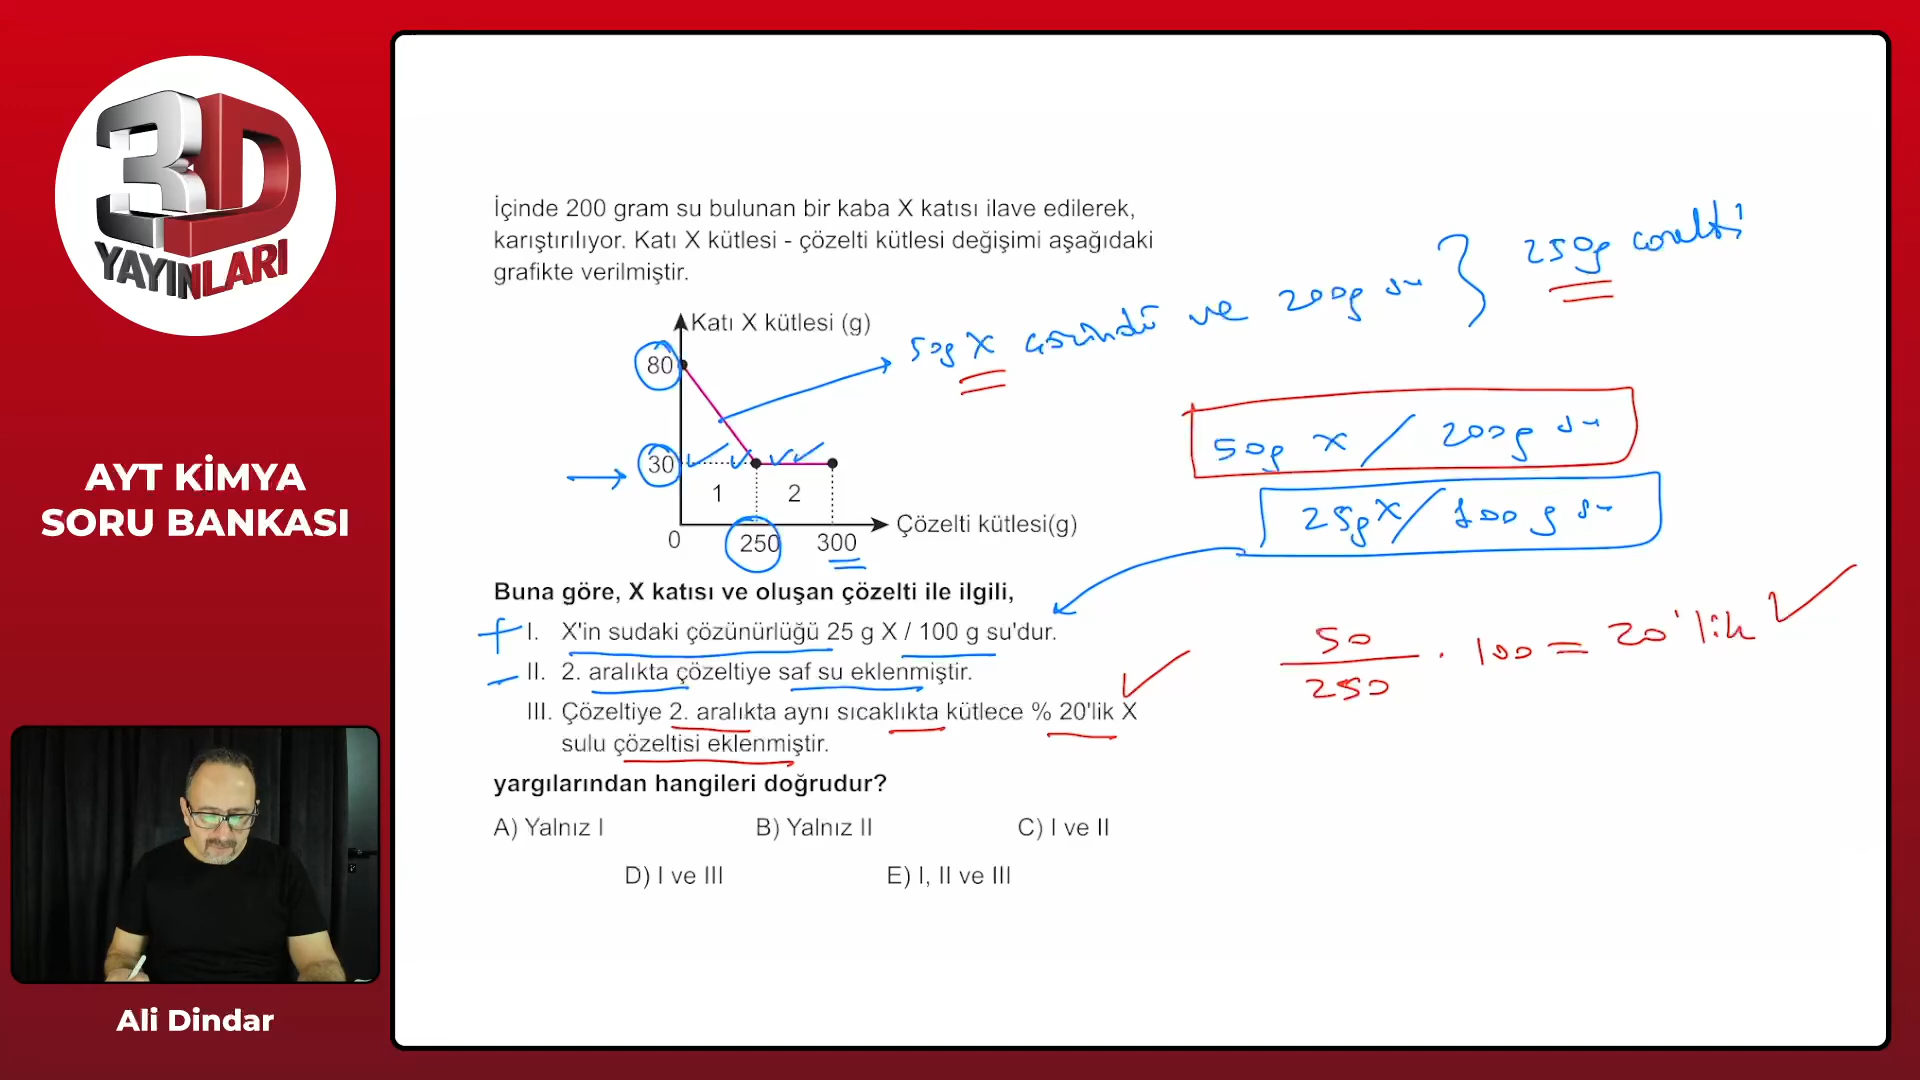 3D
YAYINLARI
AYT KİMYA
SORU BANKASI
Ali Dindar
İçinde 200 gram su bulunan bir kaba X katısı ilave edilerek,
karıştırılıyor. Katı X kütlesi - çözelti kütlesi değişimi aşağıdaki
grafikte verilmiştir.
Katı X kütlesi (g)
80
30
1
2
0
250
300
Çözelti kütlesi(g)
50g X çözündü ve 200g su
250g çözelti
50g X / 200g su
25g X / 100g su
Buna göre, X katısı ve oluşan çözelti ile ilgili,
+ I. X'in sudaki çözünürlüğü 25 g X / 100 g su'dur.
– II. 2. aralıkta çözeltiye saf su eklenmiştir.
III. Çözeltiye 2. aralıkta aynı sıcaklıkta kütlece % 20'lik X
sulu çözeltisi eklenmiştir.
50
250
. 100 = 20'lik
yargılarından hangileri doğrudur?
A) Yalnız I B) Yalnız II C) I ve II
D) I ve III E) I, II ve III